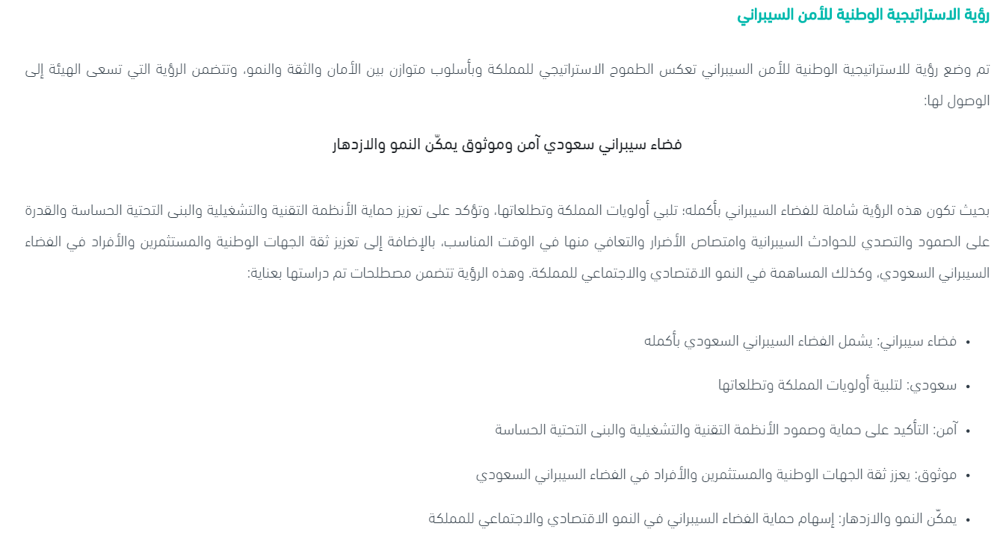 رؤية الاستراتيجية الوطنية للأمن السيبراني
تم وضع رؤية للاستراتيجية الوطنية للأمن السيبراني تعكس الطموح الاستراتيجي للمملكة وبأسلوب متوازن بين الأمان والثقة والنمو، وتتضمن الرؤية التي تسعى الهيئة إلى
الوصول لها:
فضاء سيبراني سعودي آمن وموثوق يمكّن النمو والازدهار
بحيث تكون هذه الرؤية شاملة للفضاء السيبراني بأكمله؛ تلبي أولويات المملكة وتطلعاتها، وتؤكد على تعزيز حماية الأنظمة التقنية والتشغيلية والبنى التحتية الحساسة والقدرة
على الصمود والتصدي للحوادث السيبرانية وامتصاص الأضرار والتعافي منها في الوقت المناسب، بالإضافة إلى تعزيز ثقة الجهات الوطنية والمستثمرين والأفراد في الفضاء
السيبراني السعودي، وكذلك المساهمة في النمو الاقتصادي والاجتماعي للمملكة. وهذه الرؤية تتضمن مصطلحات تم دراستها بعناية:
• فضاء سيبراني: يشمل الفضاء السيبراني السعودي بأكمله
• سعودي: لتلبية أولويات المملكة وتطلعاتها
• آمن: التأكيد على حماية وصمود الأنظمة التقنية والتشغيلية والبنى التحتية الحساسة
• موثوق: يعزز ثقة الجهات الوطنية والمستثمرين والأفراد في الفضاء السيبراني السعودي
• يمكّن النمو والازدهار: إسهام حماية الفضاء السيبراني في النمو الاقتصادي والاجتماعي للمملكة